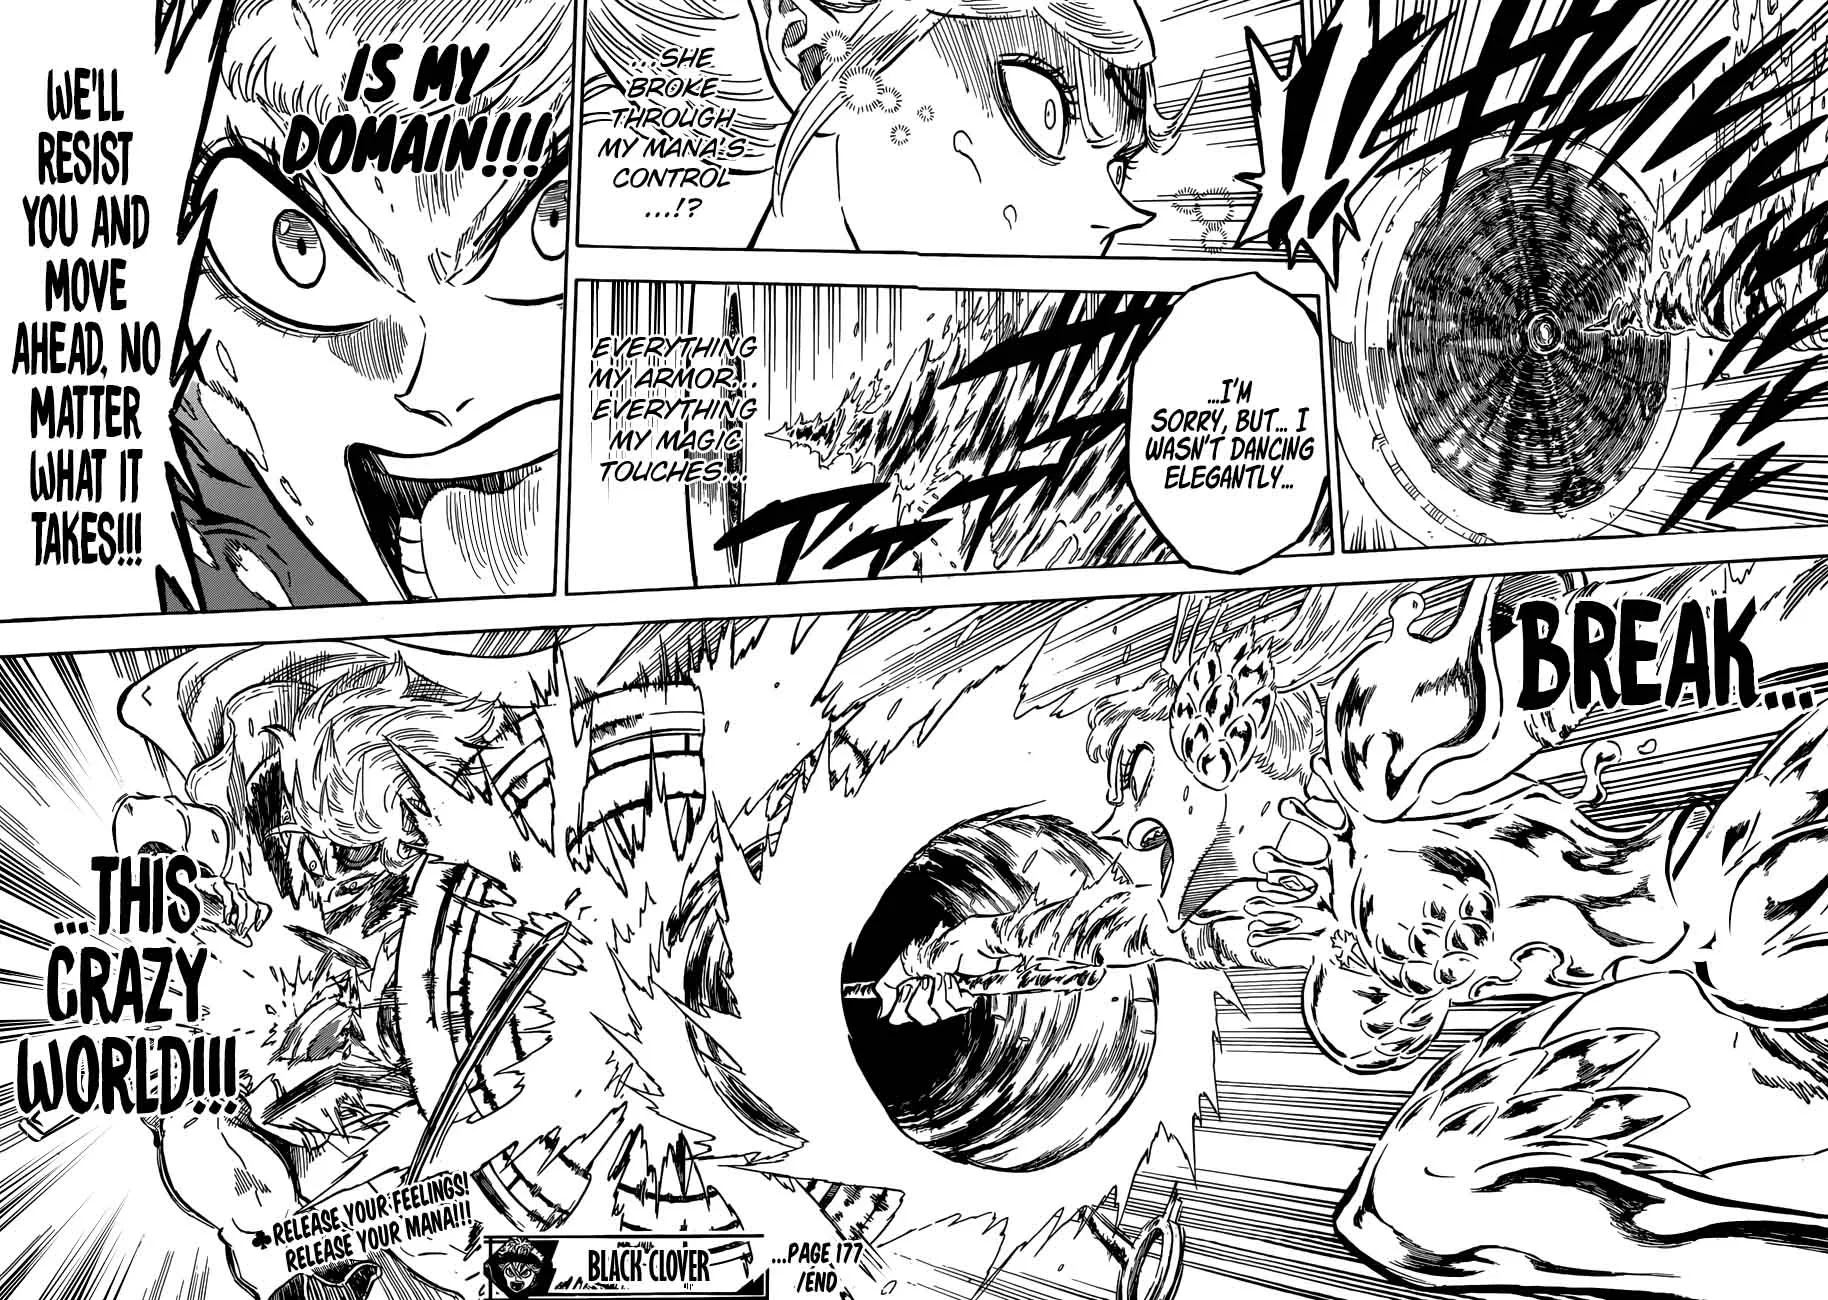 ...SHE
BROKE
THROUGH
MY MANA'S
CONTROL
...!?
...I'M
SORRY, BUT... I
WASN'T DANCING
ELEGANTLY...
EVERYTHING
MY ARMOR...
EVERYTHING
MY MAGIC
TOUCHES...
IS MY
DOMAIN!!!
WE'LL
RESIST
YOU AND
MOVE
AHEAD, NO
MATTER
WHAT IT
TAKES!!!
BREAK...
...THIS
CRAZY
WORLD!!!
♣RELEASE YOUR FEELINGS!
RELEASE YOUR MANA!!!
BLACK CLOVER
...PAGE 177
/END